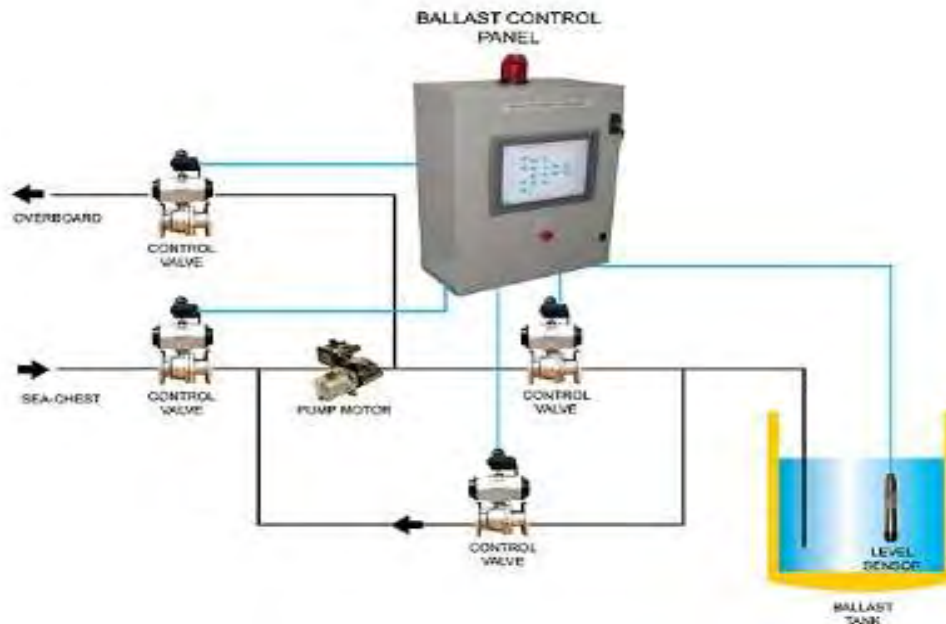 BALLAST CONTROL
PANEL
OVERBOARD
CONTROL
VALVE
SEA-CHEST
CONTROL
VALVE
PUMP MOTOR
CONTROL
VALVE
CONTROL
VALVE
LEVEL
SENSOR
BALLAST
TANK